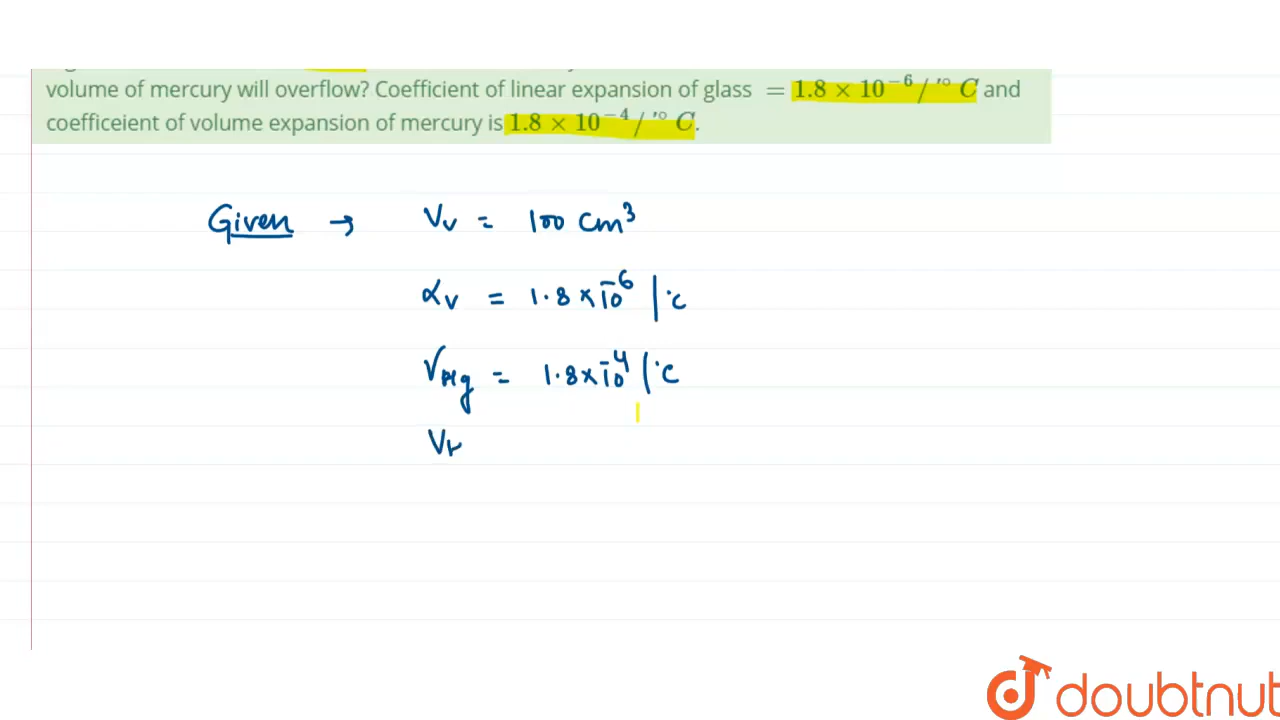 volume of mercury will overflow? Coefficient of linear expansion of glass = 1.8 × 10⁻⁶ / '° C and
coefficeient of volume expansion of mercury is 1.8 × 10⁻⁴ / '° C.
Given → Vv = 100 cm³
αv = 1.8 × 10⁻⁶ / °c
γHg = 1.8 × 10⁻⁴ / °c
doubtnut